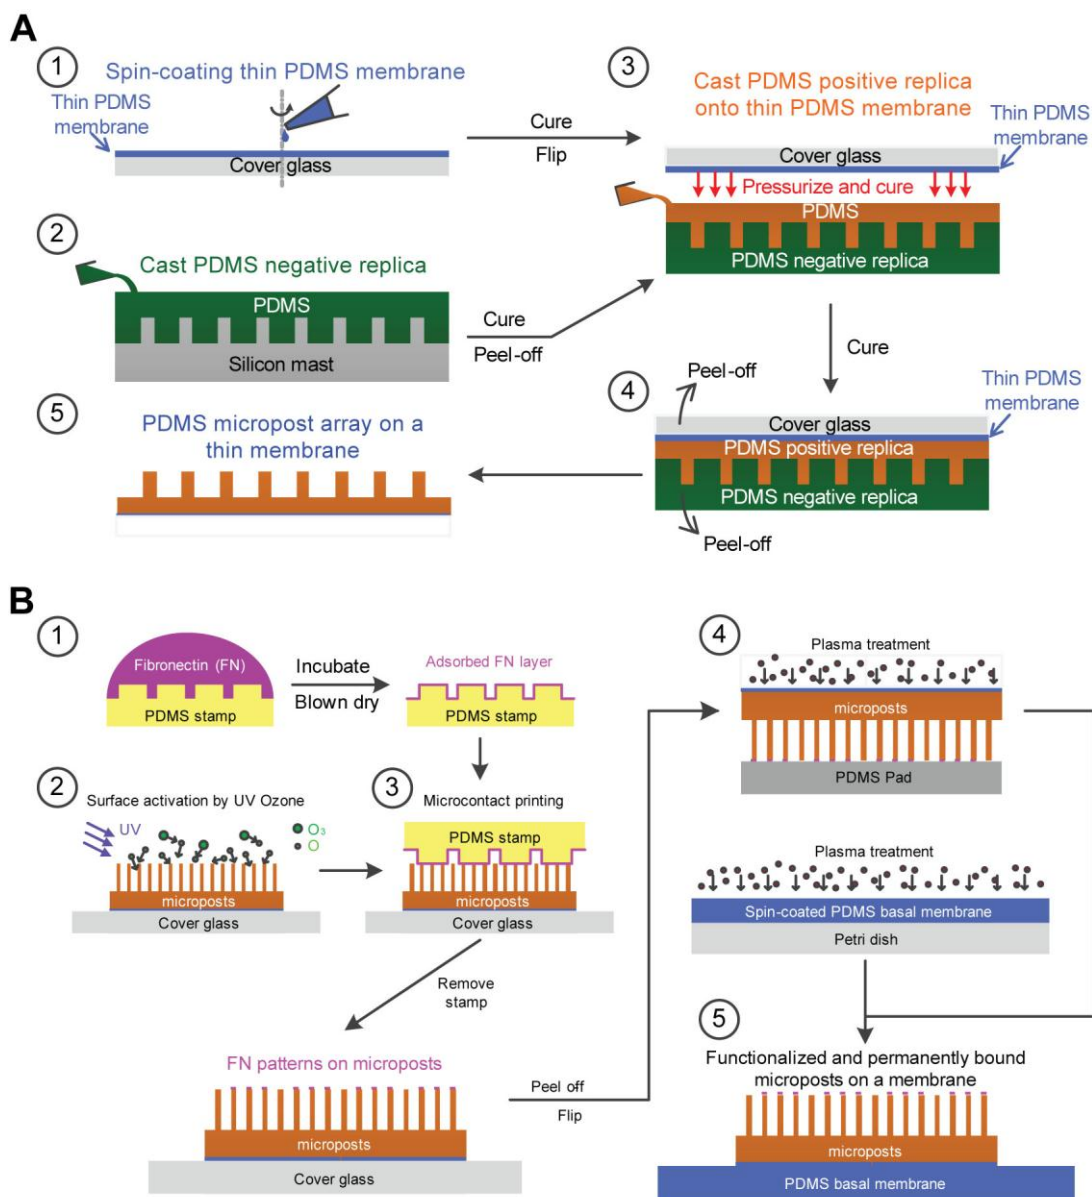 A
1
Spin-coating thin PDMS membrane
Thin PDMS
membrane
Cover glass
Cure
Flip
2
Cast PDMS negative replica
PDMS
Silicon mast
Cure
Peel-off
3
Cast PDMS positive replica
onto thin PDMS membrane
Thin PDMS
membrane
Cover glass
Pressurize and cure
PDMS
PDMS negative replica
Cure
4
Peel-off
Thin PDMS
membrane
Cover glass
PDMS positive replica
PDMS negative replica
Peel-off
5
PDMS micropost array on a
thin membrane
B
1
Fibronectin (FN)
PDMS stamp
Incubate
Blown dry
Adsorbed FN layer
PDMS stamp
2
Surface activation by UV Ozone
UV
O₃
O
microposts
Cover glass
3
Microcontact printing
PDMS stamp
microposts
Cover glass
Remove
stamp
FN patterns on microposts
microposts
Cover glass
Peel off
Flip
4
Plasma treatment
microposts
PDMS Pad
Plasma treatment
Spin-coated PDMS basal membrane
Petri dish
5
Functionalized and permanently bound
microposts on a membrane
microposts
PDMS basal membrane